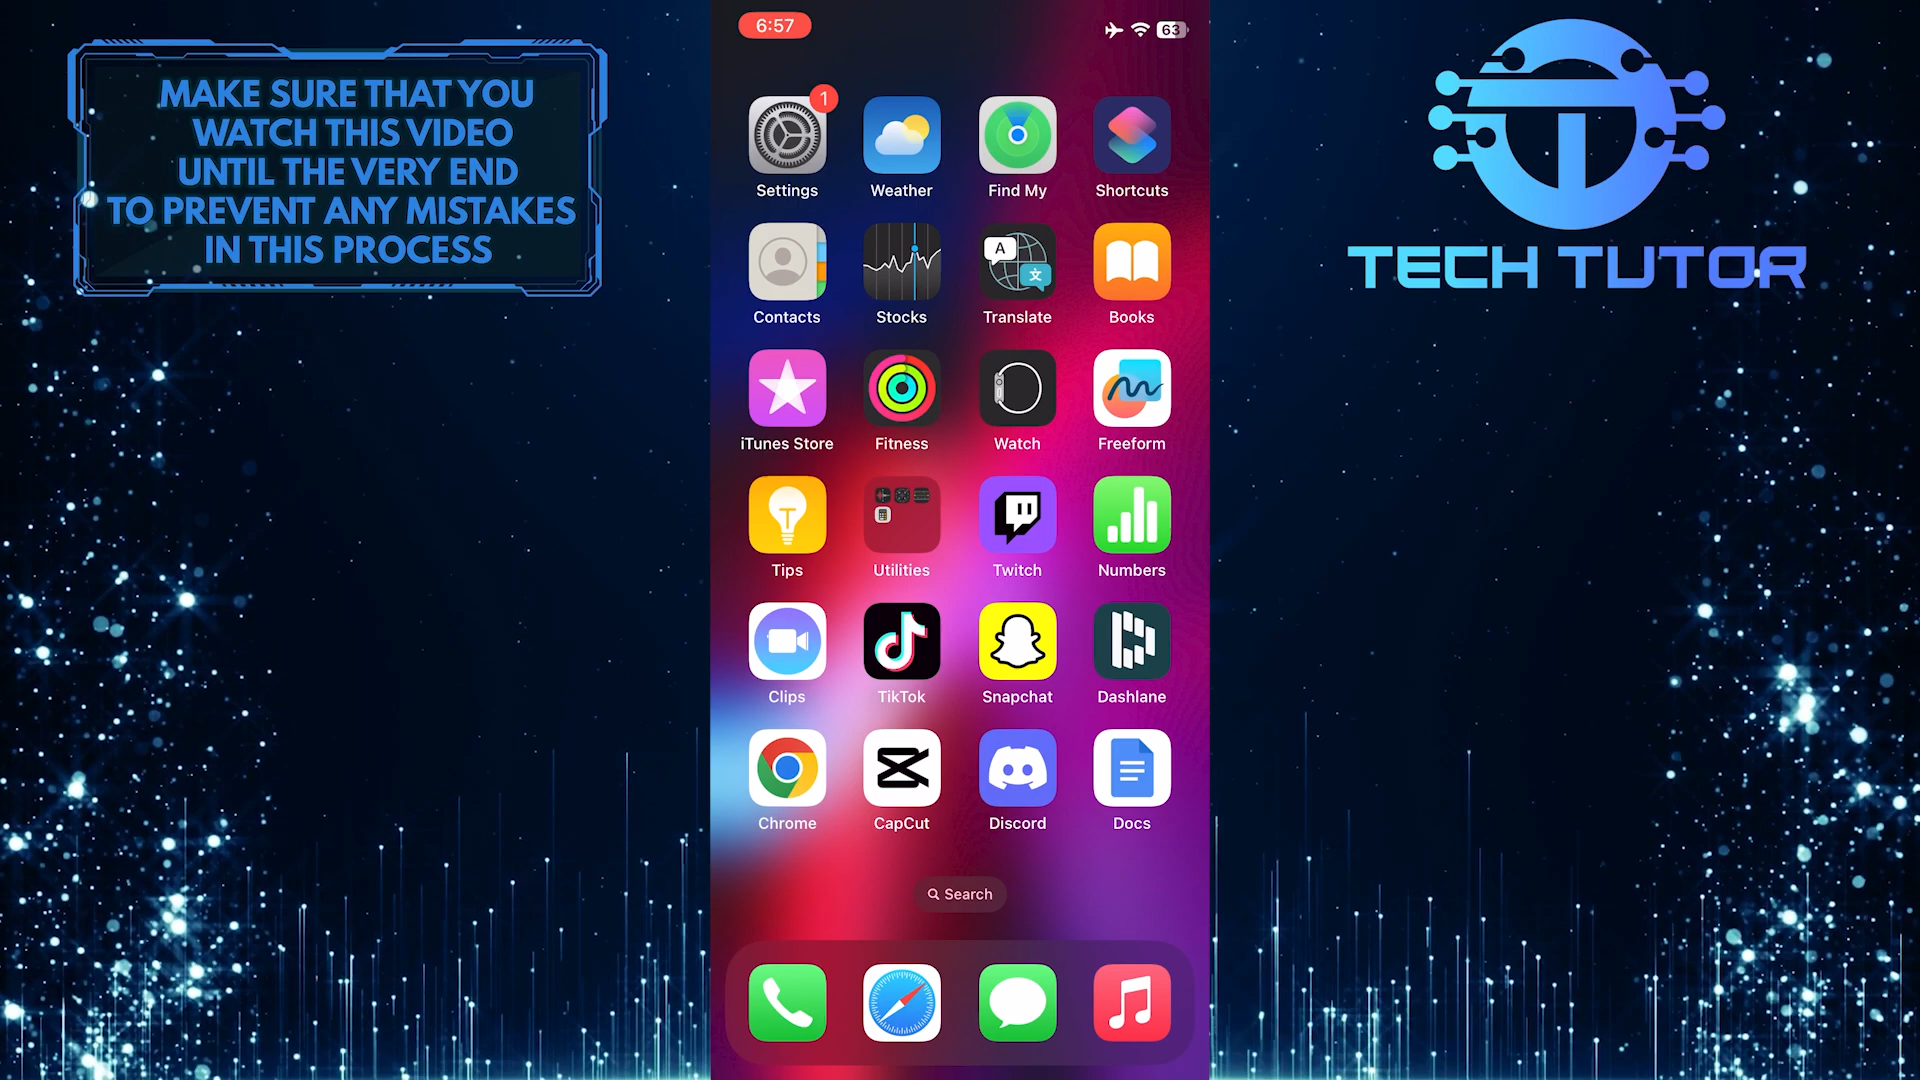 MAKE SURE THAT YOU
WATCH THIS VIDEO
UNTIL THE VERY END
TO PREVENT ANY MISTAKES
IN THIS PROCESS
6:57
63
1
Settings
Weather
Find My
Shortcuts
A
文
Contacts
Stocks
Translate
Books
iTunes Store
Fitness
Watch
Freeform
Tips
Utilities
Twitch
Numbers
Clips
TikTok
Snapchat
Dashlane
Chrome
CapCut
Discord
Docs
Search
TECH TUTOR